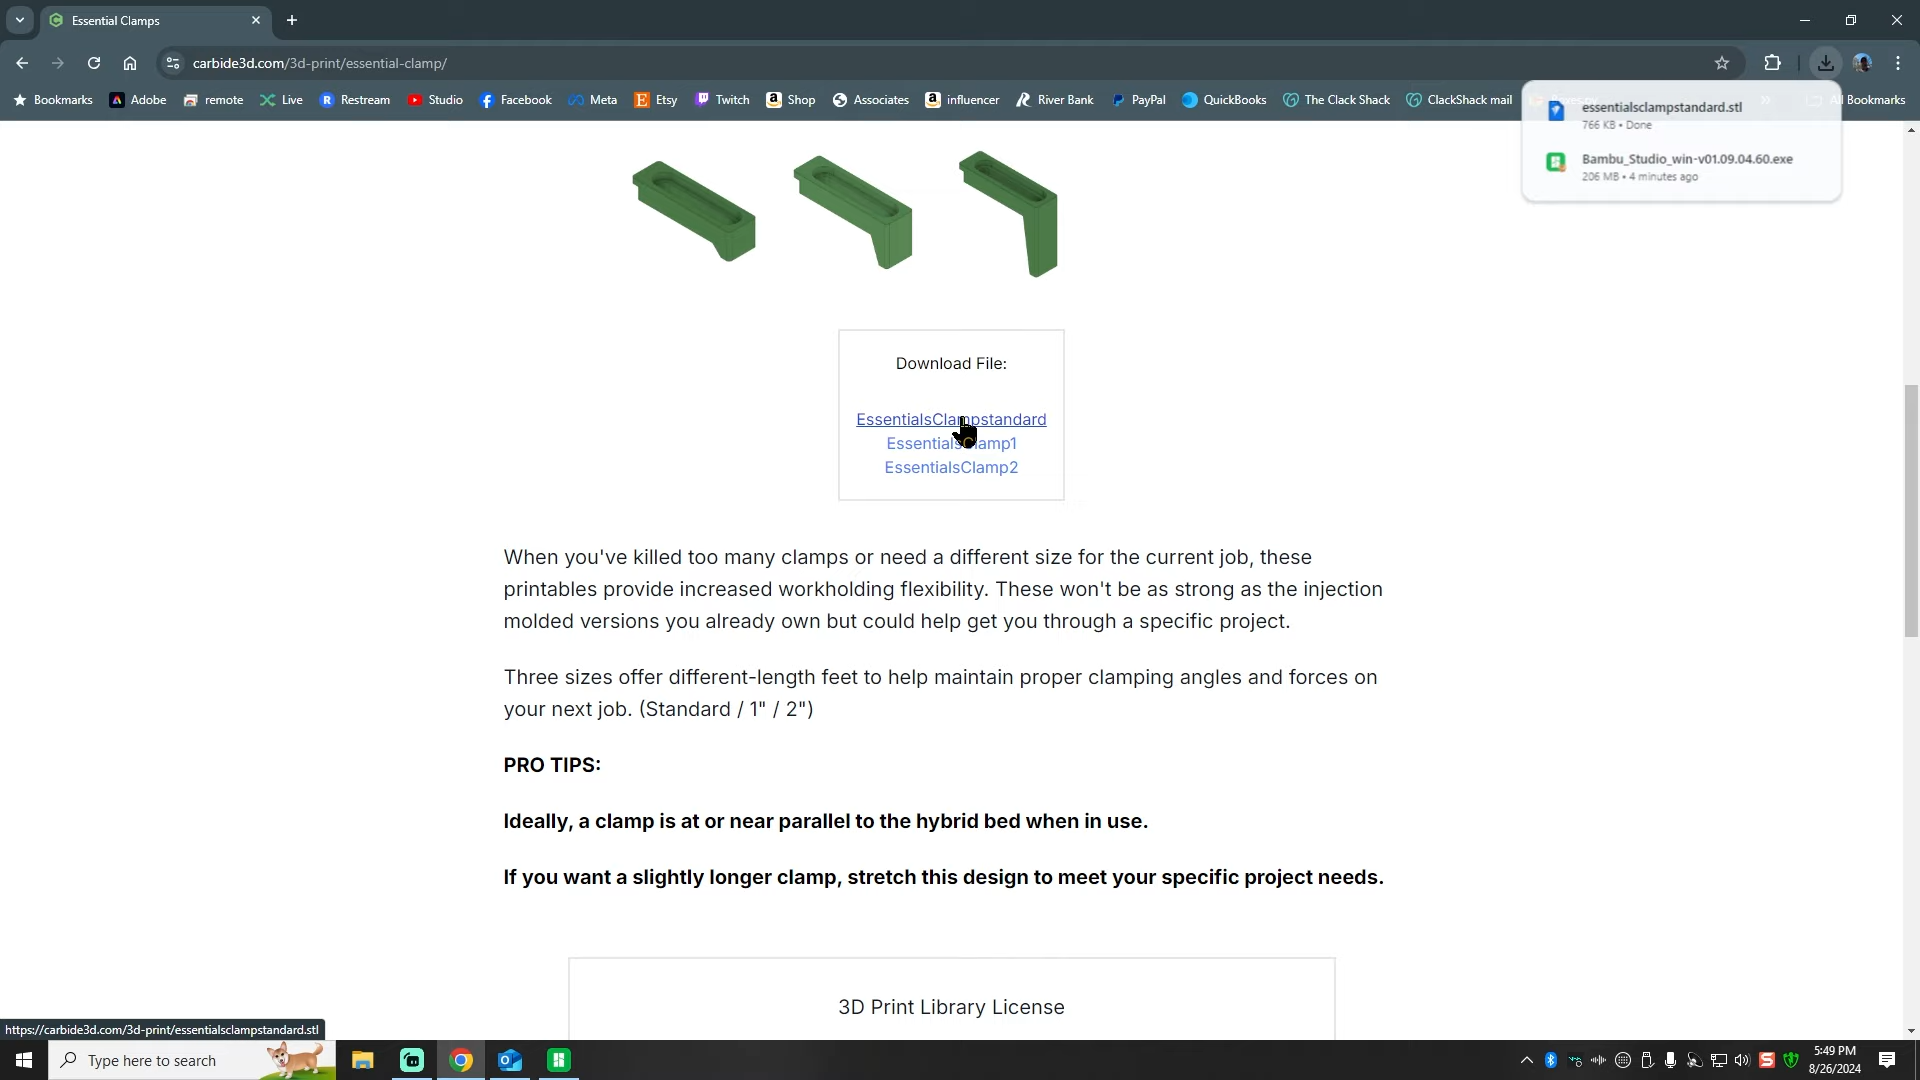 Essential Clamps
carbide3d.com/3d-print/essential-clamp/
Bookmarks Adobe remote Live Restream Studio Facebook Meta Etsy Twitch Shop Associates influencer River Bank PayPal QuickBooks The Clack Shack ClackShack mail All Bookmarks
essentialsclampstandard.stl
766 KB • Done
Bambu_Studio_win-v01.09.04.60.exe
206 MB • 4 minutes ago
Download File:
EssentialsClampstandard
EssentialsClamp1
EssentialsClamp2
When you've killed too many clamps or need a different size for the current job, these
printables provide increased workholding flexibility. These won't be as strong as the injection
molded versions you already own but could help get you through a specific project.
Three sizes offer different-length feet to help maintain proper clamping angles and forces on
your next job. (Standard / 1" / 2")
PRO TIPS:
Ideally, a clamp is at or near parallel to the hybrid bed when in use.
If you want a slightly longer clamp, stretch this design to meet your specific project needs.
3D Print Library License
https://carbide3d.com/3d-print/essentialsclampstandard.stl
Type here to search
5:49 PM
8/26/2024